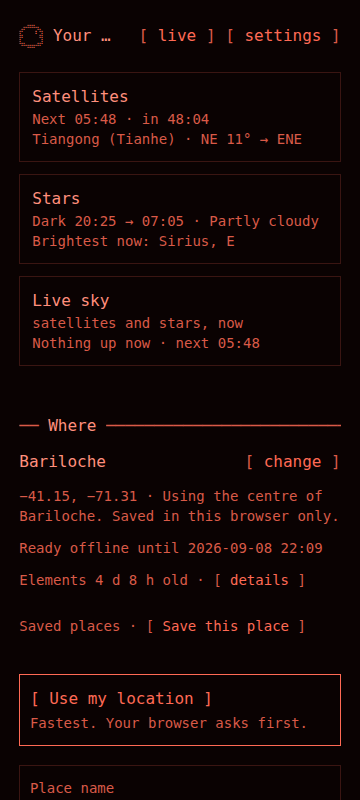 Your … [ live ] [ settings ]
Satellites
Next 05:48 · in 48:04
Tiangong (Tianhe) · NE 11° → ENE
Stars
Dark 20:25 → 07:05 · Partly cloudy
Brightest now: Sirius, E
Live sky
satellites and stars, now
Nothing up now · next 05:48
Where
Bariloche [ change ]
−41.15, −71.31 · Using the centre of
Bariloche. Saved in this browser only.
Ready offline until 2026-09-08 22:09
Elements 4 d 8 h old · [ details ]
Saved places · [ Save this place ]
[ Use my location ]
Fastest. Your browser asks first.
Place name